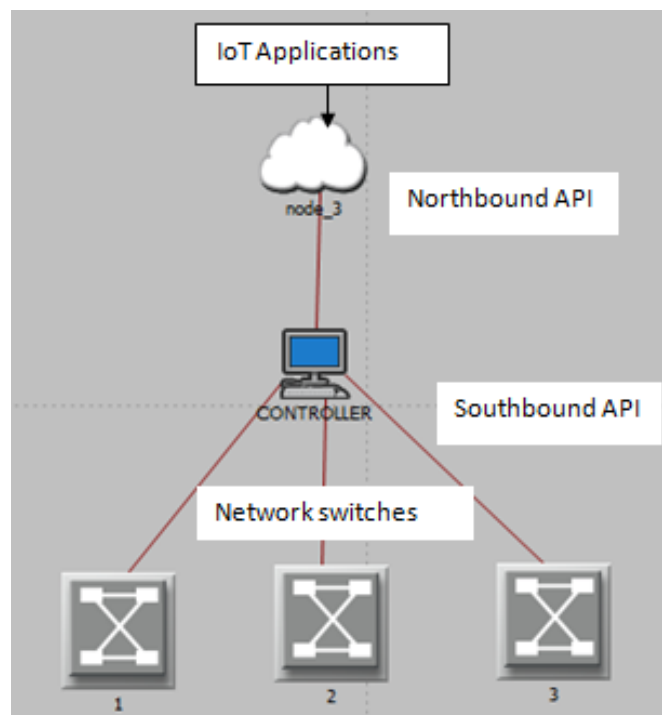 IoT Applications
node_3
Northbound API
CONTROLLER
Southbound API
Network switches
1
2
3